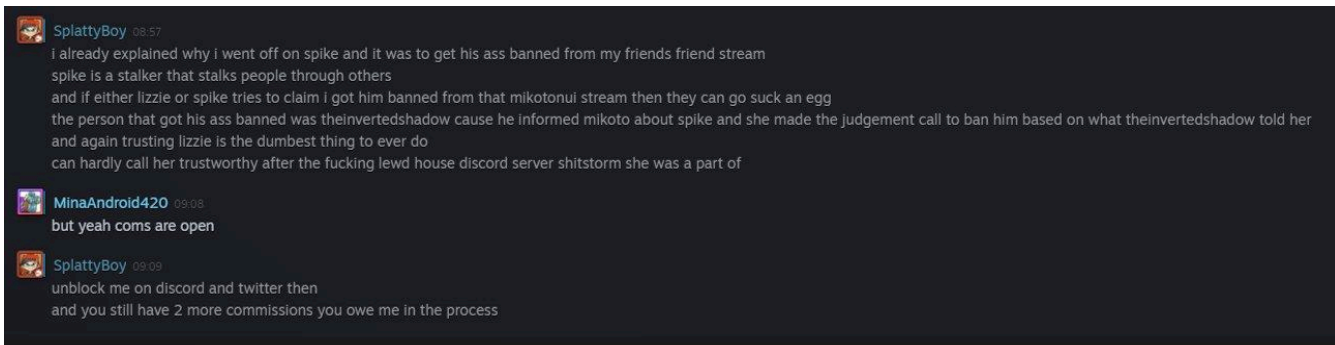 SplattyBoy 08:57
i already explained why i went off on spike and it was to get his ass banned from my friends friend stream
spike is a stalker that stalks people through others
and if either lizzie or spike tries to claim i got him banned from that mikotonui stream then they can go suck an egg
the person that got his ass banned was theinvertedshadow cause he informed mikoto about spike and she made the judgement call to ban him based on what theinvertedshadow told her
and again trusting lizzie is the dumbest thing to ever do
can hardly call her trustworthy after the fucking lewd house discord server shitstorm she was a part of
MinaAndroid420 09:08
but yeah coms are open
SplattyBoy 09:09
unblock me on discord and twitter then
and you still have 2 more commissions you owe me in the process